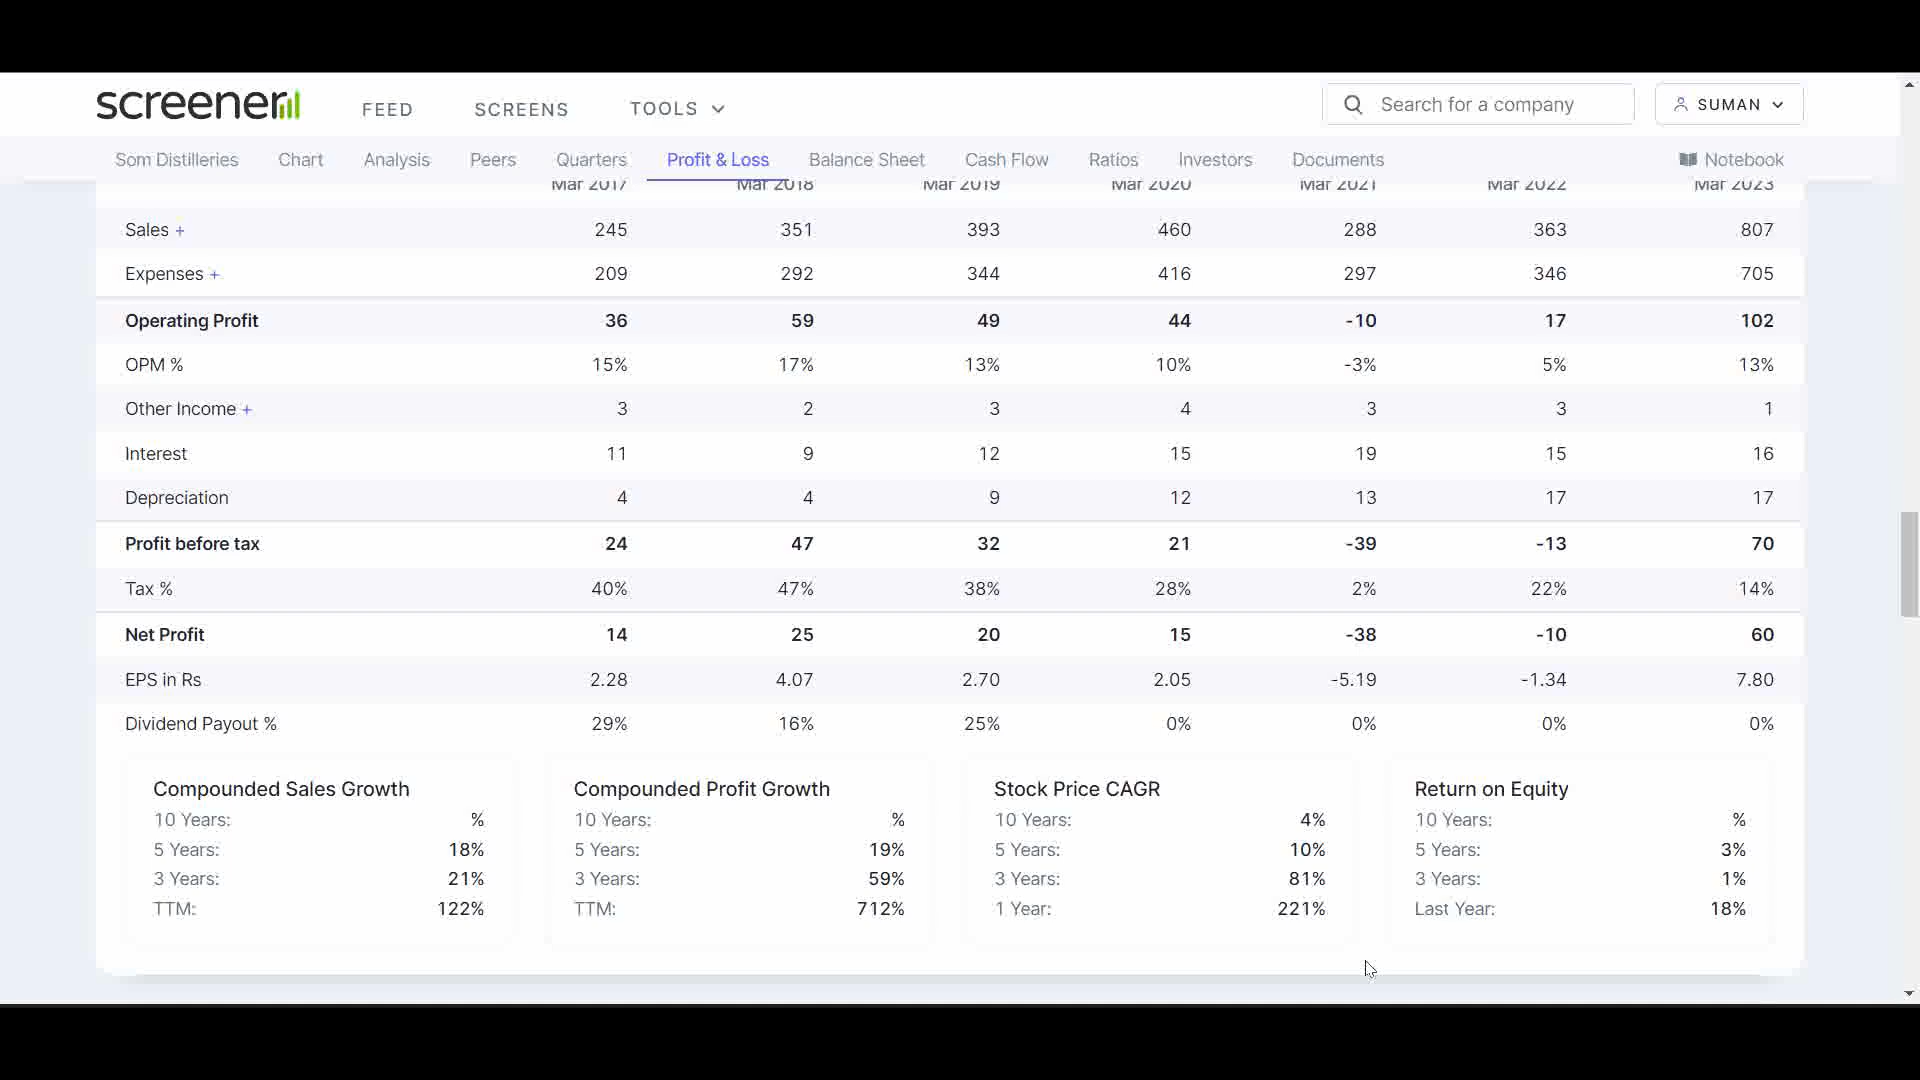 screener
FEED SCREENS TOOLS
Search for a company
SUMAN
Som Distilleries Chart Analysis Peers Quarters Profit & Loss Balance Sheet Cash Flow Ratios Investors Documents Notebook
Mar 2017 Mar 2018 Mar 2019 Mar 2020 Mar 2021 Mar 2022 Mar 2023
Sales + 245 351 393 460 288 363 807
Expenses + 209 292 344 416 297 346 705
Operating Profit 36 59 49 44 -10 17 102
OPM % 15% 17% 13% 10% -3% 5% 13%
Other Income + 3 2 3 4 3 3 1
Interest 11 9 12 15 19 15 16
Depreciation 4 4 9 12 13 17 17
Profit before tax 24 47 32 21 -39 -13 70
Tax % 40% 47% 38% 28% 2% 22% 14%
Net Profit 14 25 20 15 -38 -10 60
EPS in Rs 2.28 4.07 2.70 2.05 -5.19 -1.34 7.80
Dividend Payout % 29% 16% 25% 0% 0% 0% 0%
Compounded Sales Growth
10 Years: %
5 Years: 18%
3 Years: 21%
TTM: 122%
Compounded Profit Growth
10 Years: %
5 Years: 19%
3 Years: 59%
TTM: 712%
Stock Price CAGR
10 Years: 4%
5 Years: 10%
3 Years: 81%
1 Year: 221%
Return on Equity
10 Years: %
5 Years: 3%
3 Years: 1%
Last Year: 18%